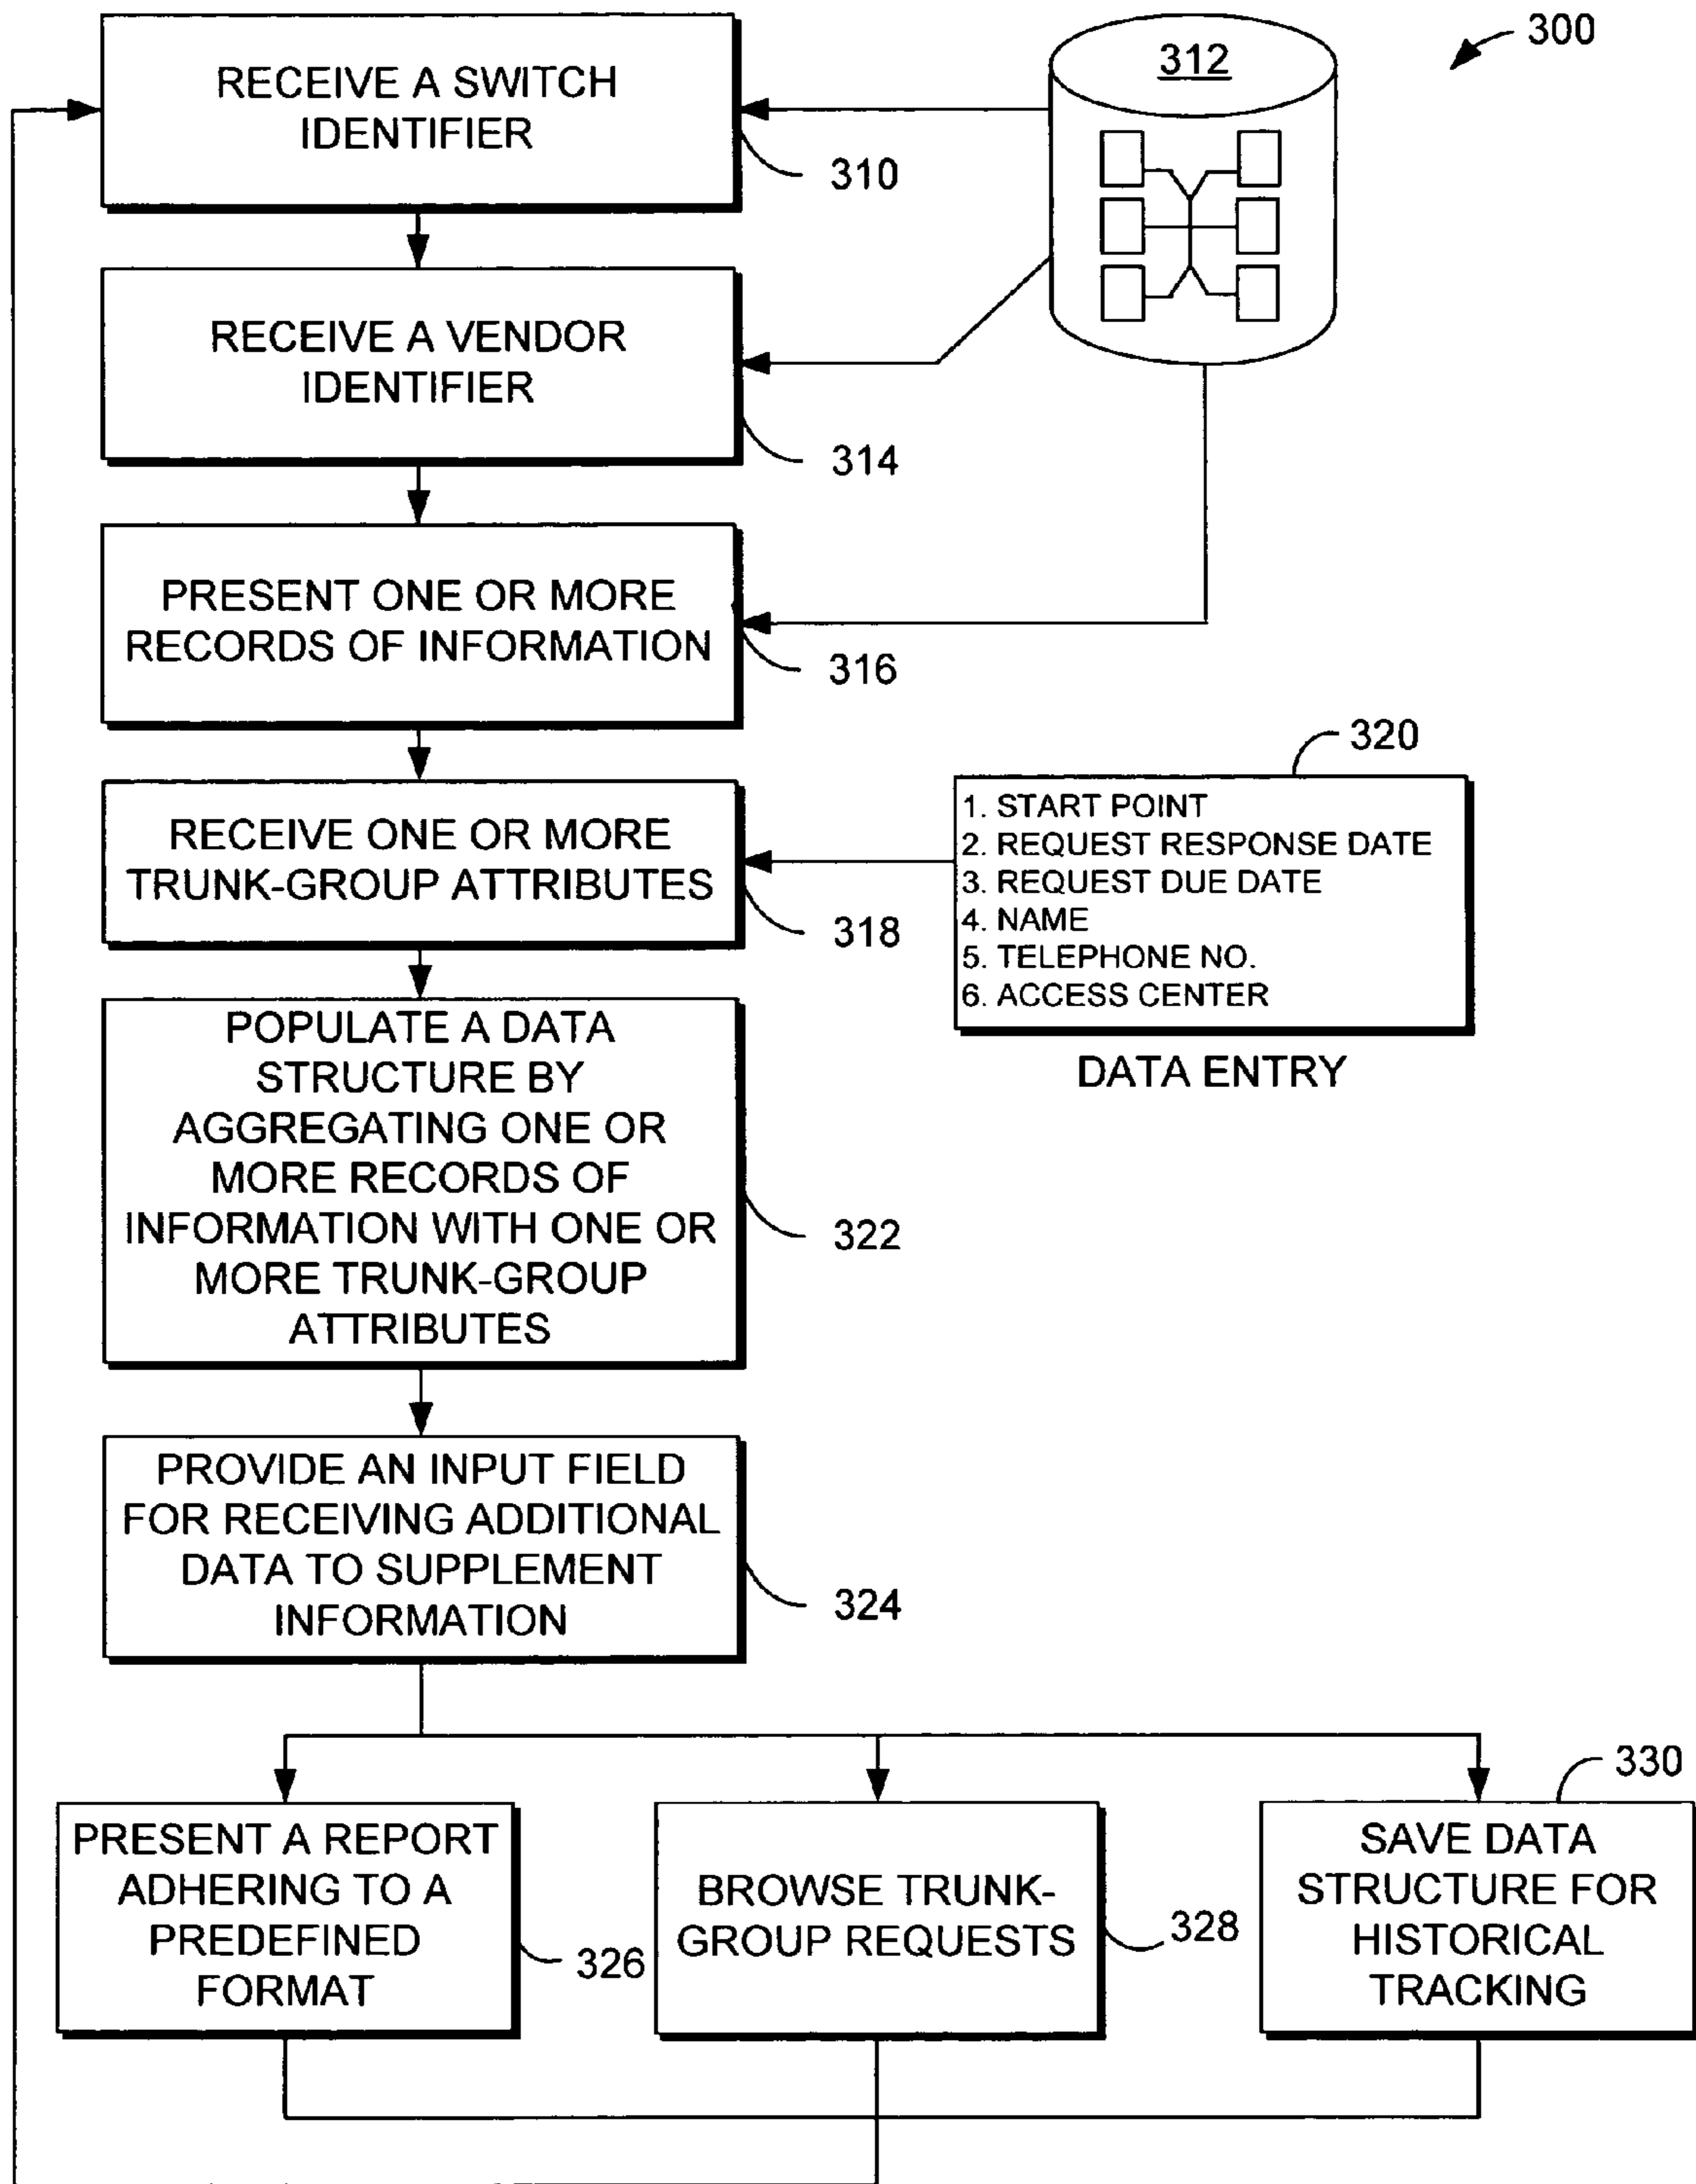 300
312
RECEIVE A SWITCH
IDENTIFIER
310
RECEIVE A VENDOR
IDENTIFIER
314
PRESENT ONE OR MORE
RECORDS OF INFORMATION
316
RECEIVE ONE OR MORE
TRUNK-GROUP ATTRIBUTES
318
320
1. START POINT
2. REQUEST RESPONSE DATE
3. REQUEST DUE DATE
4. NAME
5. TELEPHONE NO.
6. ACCESS CENTER
DATA ENTRY
POPULATE A DATA
STRUCTURE BY
AGGREGATING ONE OR
MORE RECORDS OF
INFORMATION WITH ONE OR
MORE TRUNK-GROUP
ATTRIBUTES
322
PROVIDE AN INPUT FIELD
FOR RECEIVING ADDITIONAL
DATA TO SUPPLEMENT
INFORMATION
324
PRESENT A REPORT
ADHERING TO A
PREDEFINED
FORMAT
326
BROWSE TRUNK-
GROUP REQUESTS
328
330
SAVE DATA
STRUCTURE FOR
HISTORICAL
TRACKING